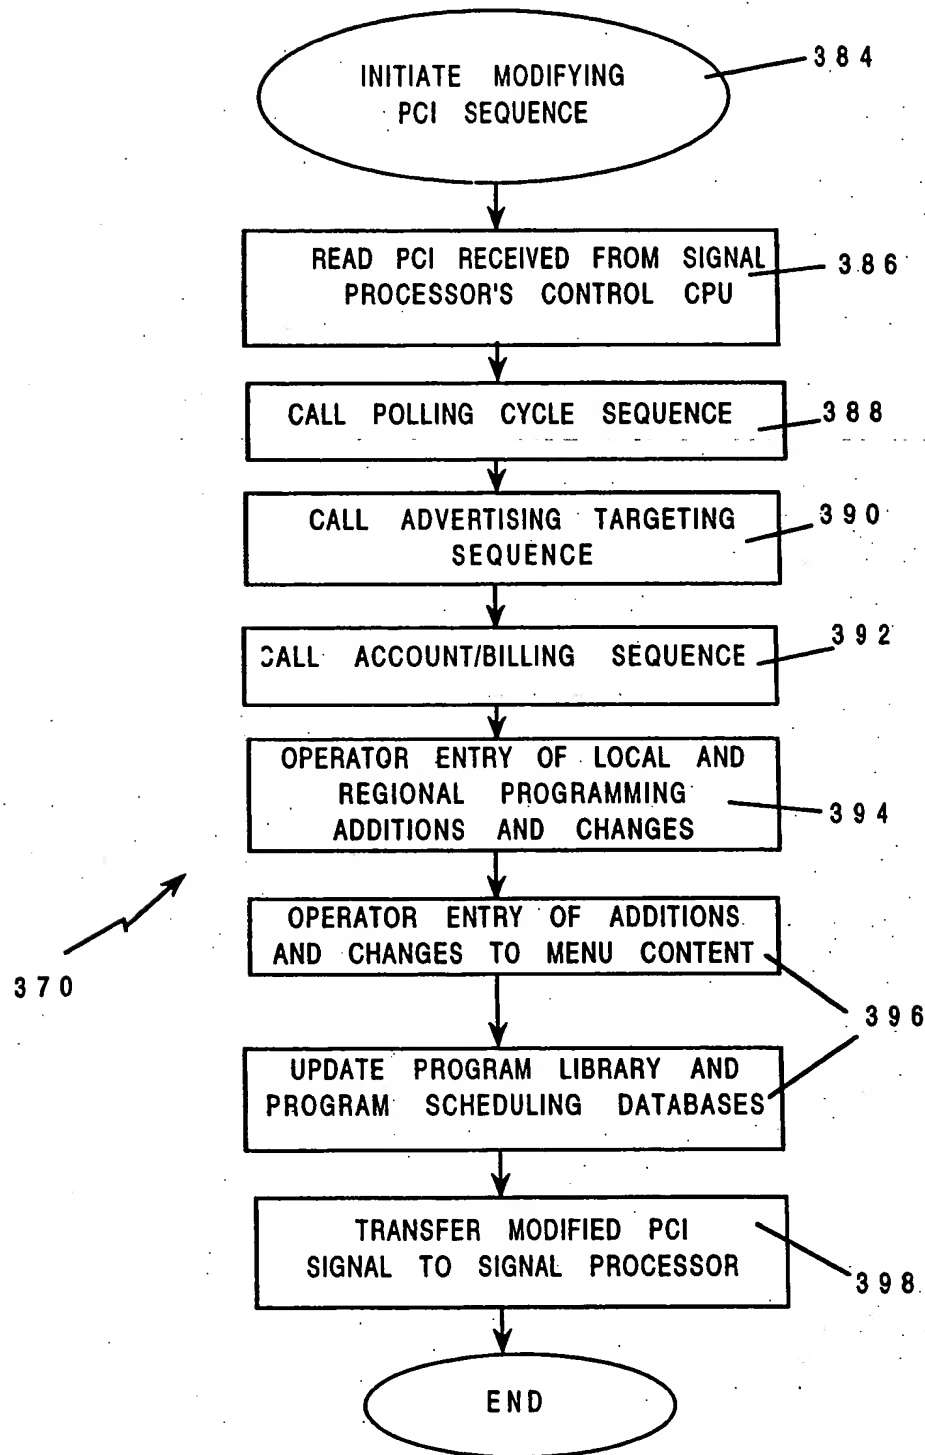 INITIATE MODIFYING
PCI SEQUENCE
384
READ PCI RECEIVED FROM SIGNAL
PROCESSOR'S CONTROL CPU
386
CALL POLLING CYCLE SEQUENCE
388
CALL ADVERTISING TARGETING
SEQUENCE
390
CALL ACCOUNT/BILLING SEQUENCE
392
OPERATOR ENTRY OF LOCAL AND
REGIONAL PROGRAMMING
ADDITIONS AND CHANGES
394
OPERATOR ENTRY OF ADDITIONS
AND CHANGES TO MENU CONTENT
370
396
UPDATE PROGRAM LIBRARY AND
PROGRAM SCHEDULING DATABASES
TRANSFER MODIFIED PCI
SIGNAL TO SIGNAL PROCESSOR
398
END